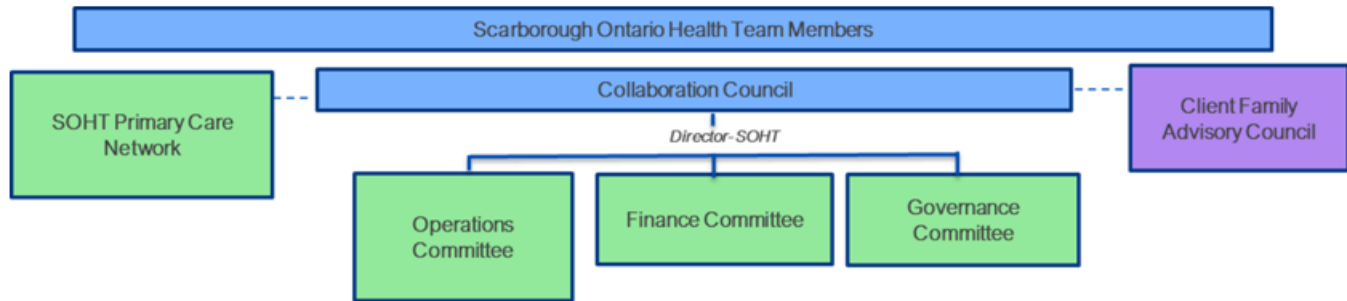 Scarborough Ontario Health Team Members
SOHT Primary Care
Network
Collaboration Council
Client Family
Advisory Council
Director-SOHT
Operations
Committee
Finance Committee
Governance
Committee